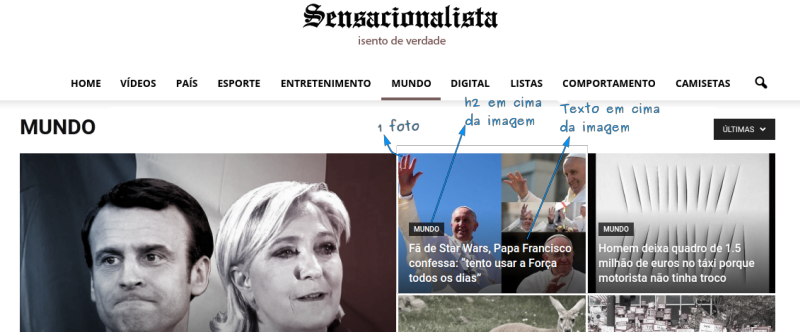 Sensacionalista
isento de verdade
HOME VÍDEOS PAÍS ESPORTE ENTRETENIMENTO MUNDO DIGITAL LISTAS COMPORTAMENTO CAMISETAS
MUNDO
1 foto
h2 em cima
da imagem
Texto em cima
da imagem
ÚLTIMAS
MUNDO
Fã de Star Wars, Papa Francisco
confessa: “tento usar a Força
todos os dias”
MUNDO
Homem deixa quadro de 1.5
milhão de euros no táxi porque
motorista não tinha troco